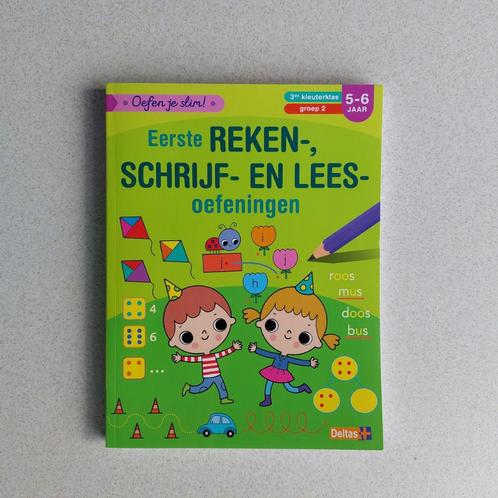 Oefen je slim!
3de kleuterklas
groep 2
5-6
JAAR
Eerste REKEN-,
SCHRIJF- EN LEES-
oefeningen
i
i
j
h
roos
mus
doos
bus
4
6
...
Deltas